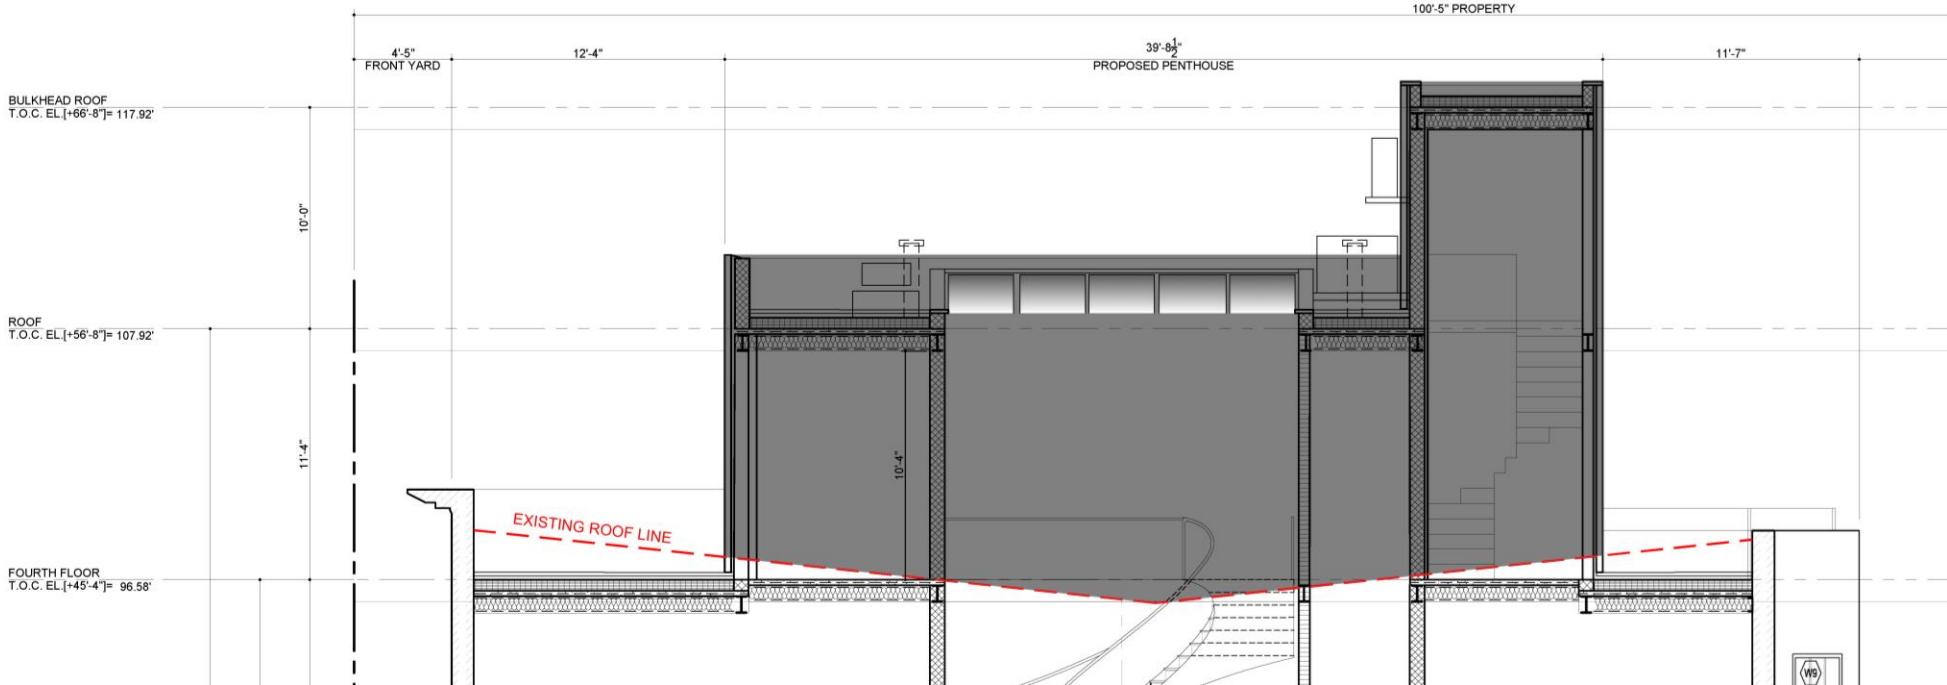 100'-5" PROPERTY
4'-5"
FRONT YARD
12'-4"
39'-8 1/2"
PROPOSED PENTHOUSE
11'-7"
BULKHEAD ROOF
T.O.C. EL.[+66'-8"]= 117.92'
10'-0"
ROOF
T.O.C. EL.[+56'-8"]= 107.92'
11'-4"
10'-4"
EXISTING ROOF LINE
FOURTH FLOOR
T.O.C. EL.[+45'-4"]= 96.58'
W9